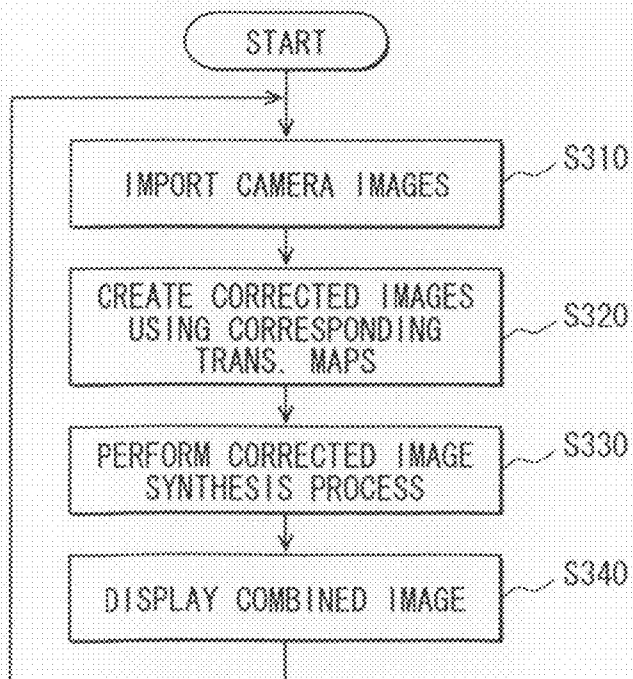 START
IMPORT CAMERA IMAGES
S310
CREATE CORRECTED IMAGES
USING CORRESPONDING
TRANS. MAPS
S320
PERFORM CORRECTED IMAGE
SYNTHESIS PROCESS
S330
DISPLAY COMBINED IMAGE
S340